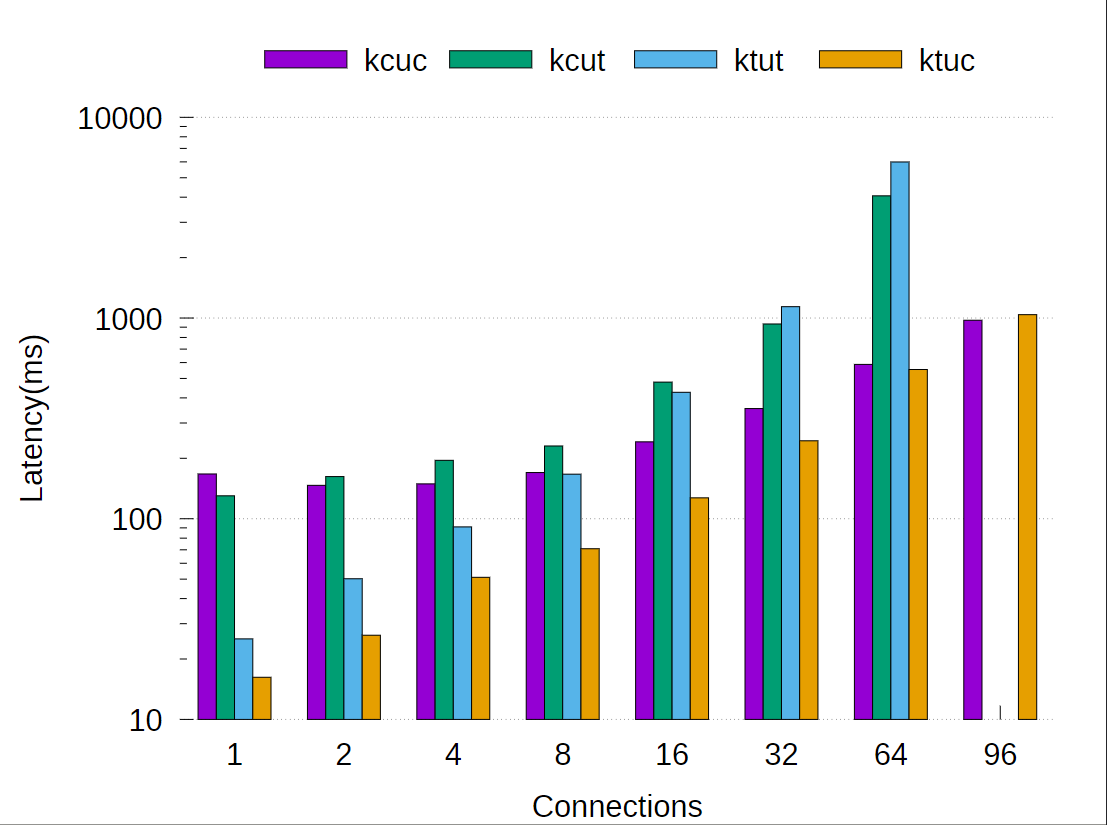 kcuc kcut ktut ktuc
10000
1000
100
10
Latency(ms)
1 2 4 8 16 32 64 96
Connections